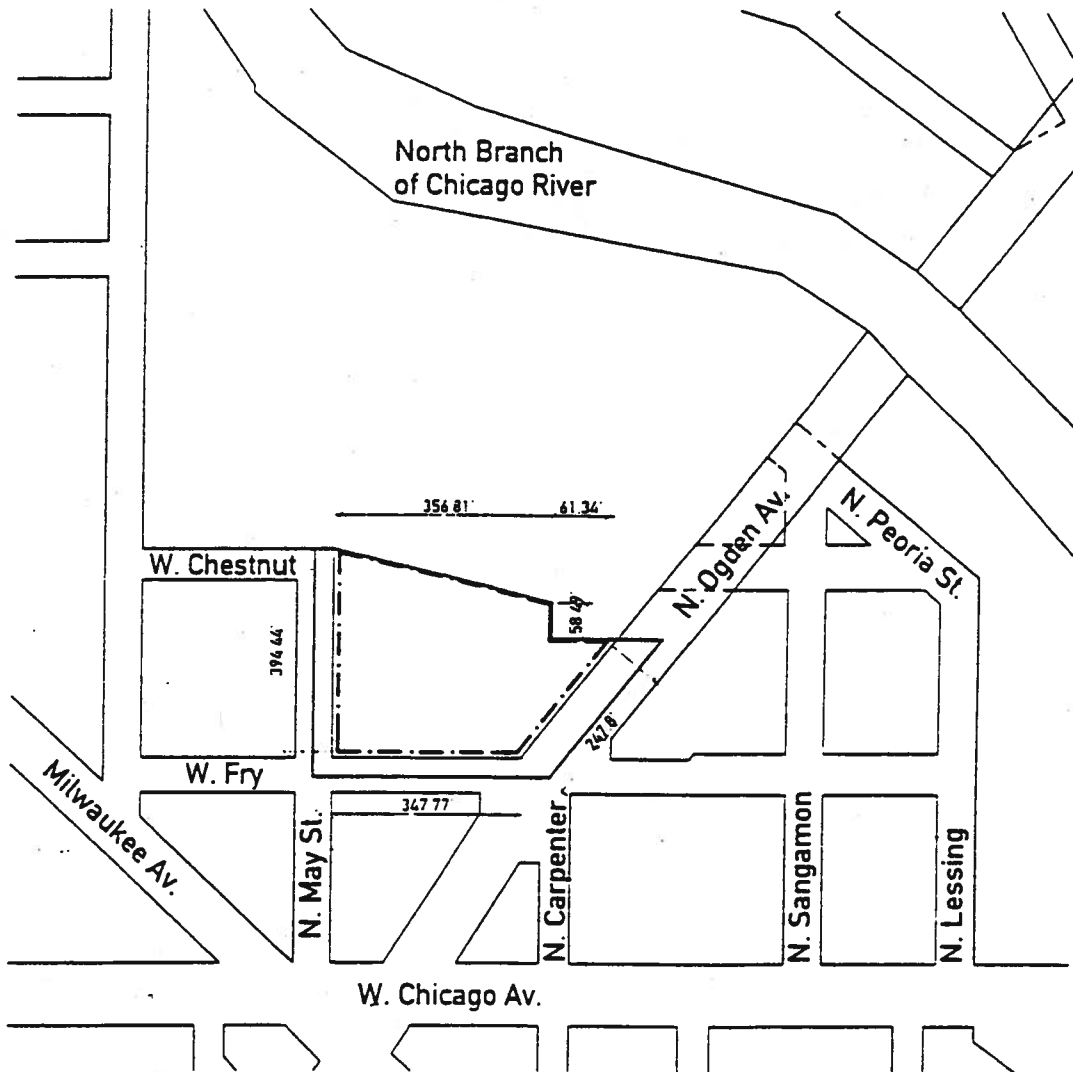 North Branch
of Chicago River
356.81'
61.34'
W. Chestnut
N. Ogden Av.
N. Peoria St.
58.49'
394.44'
247.8'
W. Fry
347.77'
Milwaukee Av.
N. May St.
N. Carpenter
N. Sangamon
N. Lessing
W. Chicago Av.